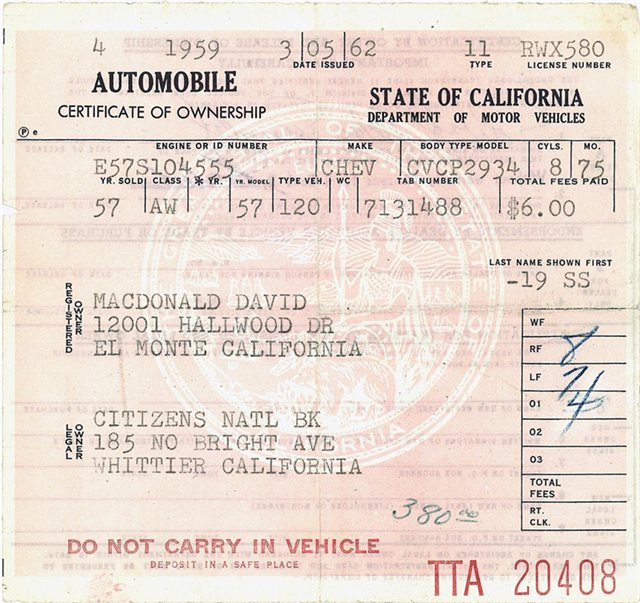 4 1959 3 05 62 11 RWX580
DATE ISSUED TYPE LICENSE NUMBER
AUTOMOBILE
CERTIFICATE OF OWNERSHIP
STATE OF CALIFORNIA
DEPARTMENT OF MOTOR VEHICLES
Ⓟ e
ENGINE OR ID NUMBER MAKE BODY TYPE-MODEL CYLS. MO.
E57S104555 CHEV CVCP2934 8 75
YR. SOLD CLASS * YR. YR. MODEL TYPE VEH. WC TAB NUMBER TOTAL FEES PAID
57 AW 57 120 7131488 $6.00
LAST NAME SHOWN FIRST
-19 SS
REGISTERED OWNER
MACDONALD DAVID
12001 HALLWOOD DR
EL MONTE CALIFORNIA
LEGAL OWNER
CITIZENS NATL BK
185 NO BRIGHT AVE
WHITTIER CALIFORNIA
WF
RF 8
LF
01 74
02
03
TOTAL FEES
RT. CLK.
380 00
DO NOT CARRY IN VEHICLE
DEPOSIT IN A SAFE PLACE
TTA 20408